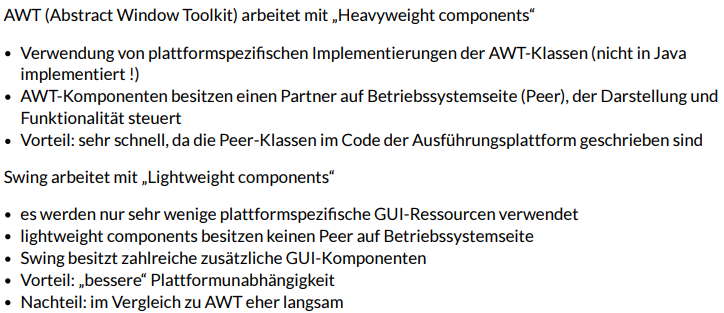 AWT (Abstract Window Toolkit) arbeitet mit „Heavyweight components“
• Verwendung von plattformspezifischen Implementierungen der AWT-Klassen (nicht in Java
implementiert !)
• AWT-Komponenten besitzen einen Partner auf Betriebssystemseite (Peer), der Darstellung und
Funktionalität steuert
• Vorteil: sehr schnell, da die Peer-Klassen im Code der Ausführungsplattform geschrieben sind
Swing arbeitet mit „Lightweight components“
• es werden nur sehr wenige plattformspezifische GUI-Ressourcen verwendet
• lightweight components besitzen keinen Peer auf Betriebssystemseite
• Swing besitzt zahlreiche zusätzliche GUI-Komponenten
• Vorteil: „bessere“ Plattformunabhängigkeit
• Nachteil: im Vergleich zu AWT eher langsam